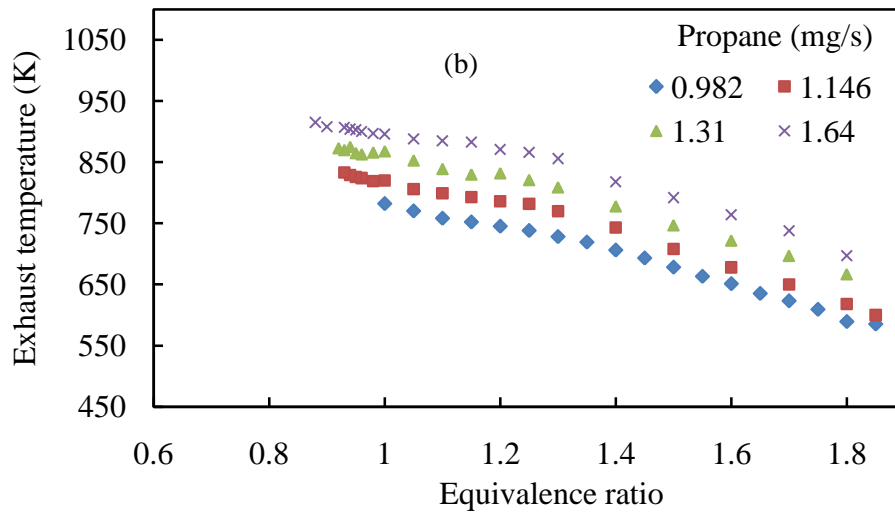 Exhaust temperature (K)
1050
950
850
750
650
550
450
(b)
Propane (mg/s)
0.982
1.146
1.31
1.64
0.6 0.8 1 1.2 1.4 1.6 1.8
Equivalence ratio